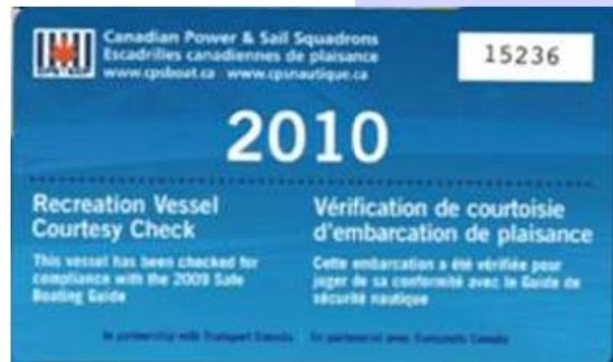 Canadian Power & Sail Squadrons
Escadrilles canadiennes de plaisance
www.cpsboat.ca www.cpsnautique.ca
15236
2010
Recreation Vessel
Courtesy Check
This vessel has been checked for
compliance with the 2009 Safe
Boating Guide
Vérification de courtoisie
d'embarcation de plaisance
Cette embarcation a été vérifiée pour
juger de sa conformité avec le Guide de
sécurité nautique
In partnership with Transport Canada En partenariat avec Transports Canada